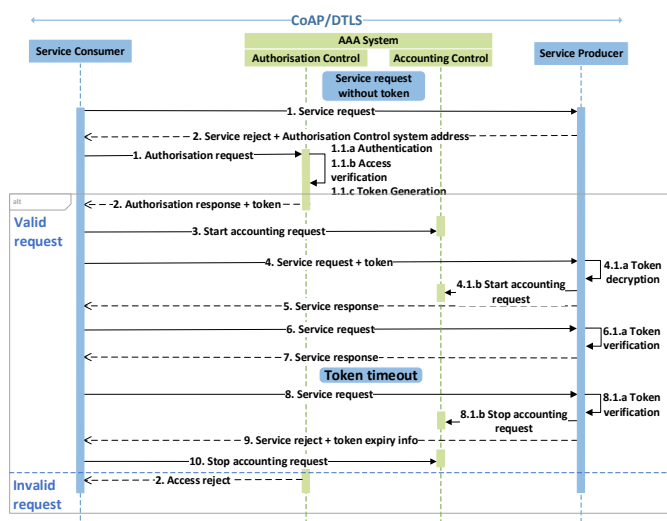 CoAP/DTLS
AAA System
Service Consumer
Authorisation Control
Accounting Control
Service Producer
Service request
without token
1. Service request
2. Service reject + Authorisation Control system address
1. Authorisation request
1.1.a Authentication
1.1.b Access
verification
1.1.c Token Generation
alt
2. Authorisation response + token
Valid
request
3. Start accounting request
4. Service request + token
4.1.a Token
decryption
4.1.b Start accounting
request
5. Service response
6. Service request
6.1.a Token
verification
7. Service response
Token timeout
8. Service request
8.1.a Token
verification
8.1.b Stop accounting
request
9. Service reject + token expiry info
10. Stop accounting request
2. Access reject
Invalid
request